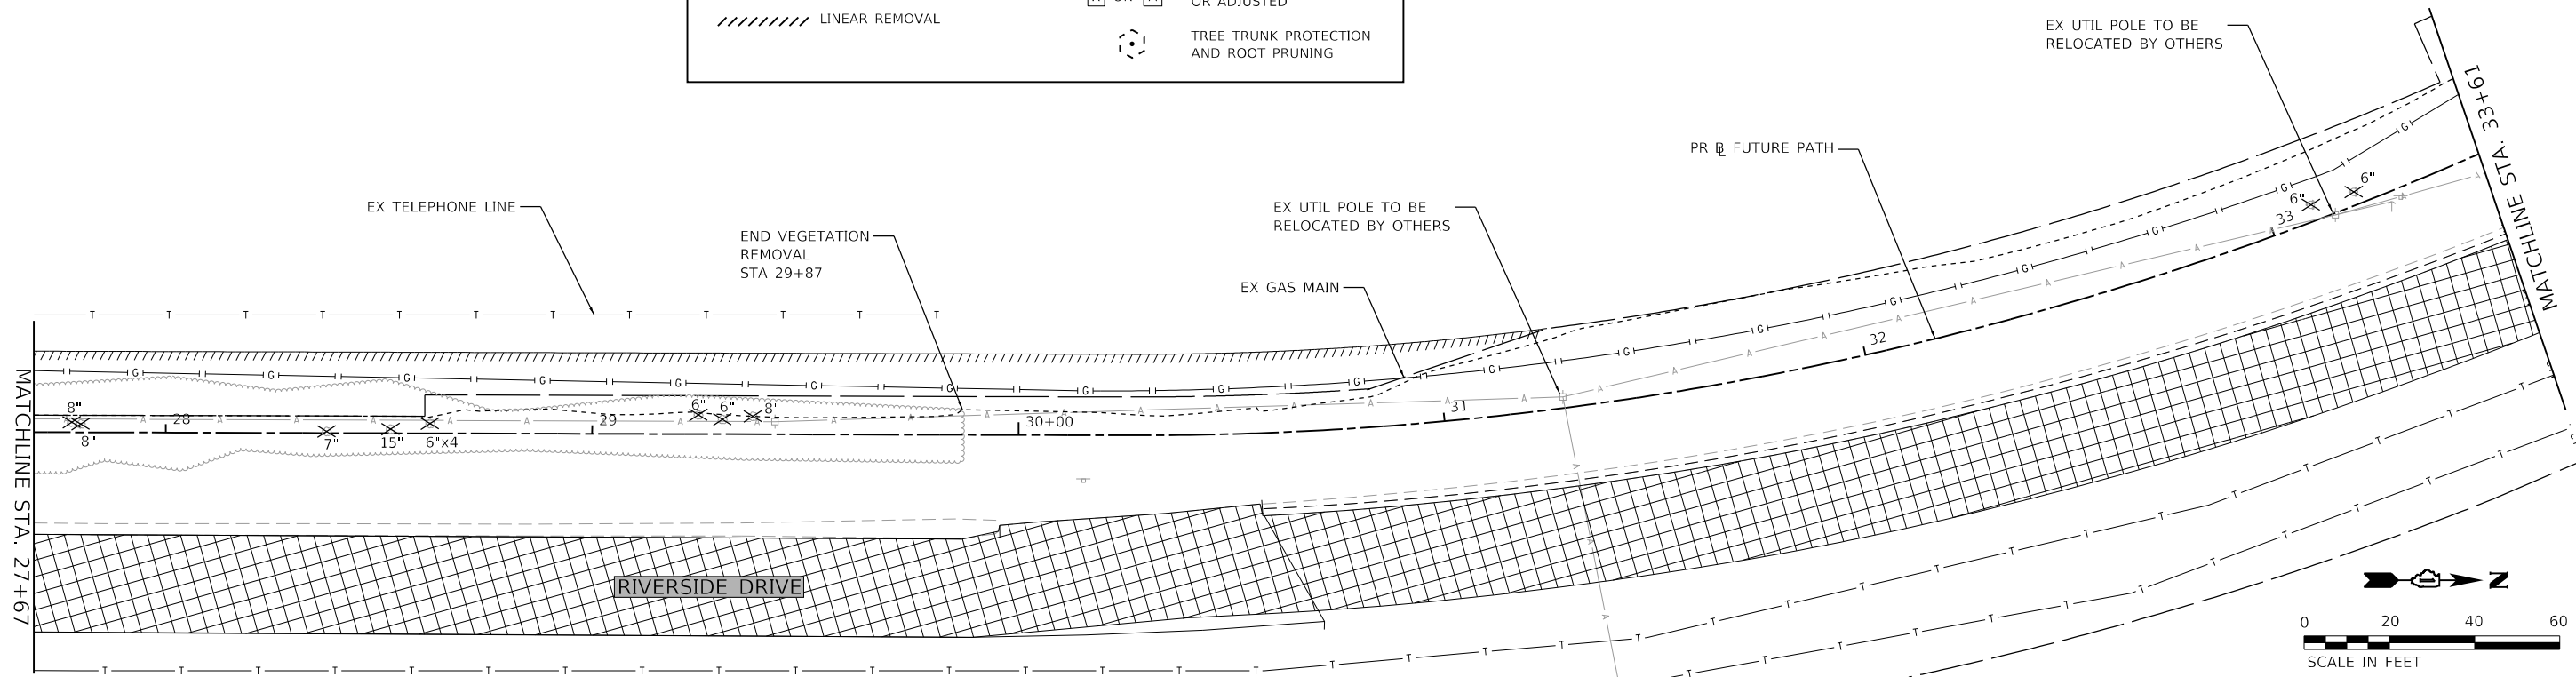 LINEAR REMOVAL
OR ADJUSTED
TREE TRUNK PROTECTION
AND ROOT PRUNING
EX UTIL POLE TO BE
RELOCATED BY OTHERS
MATCHLINE STA. 33+61
PR BL FUTURE PATH
EX TELEPHONE LINE
END VEGETATION
REMOVAL
STA 29+87
EX UTIL POLE TO BE
RELOCATED BY OTHERS
EX GAS MAIN
6"
6"
33
32
31
30+00
29
28
8"
8"
7"
15"
6"x4
6"
6"
8"
MATCHLINE STA. 27+67
RIVERSIDE DRIVE
N
0 20 40 60
SCALE IN FEET